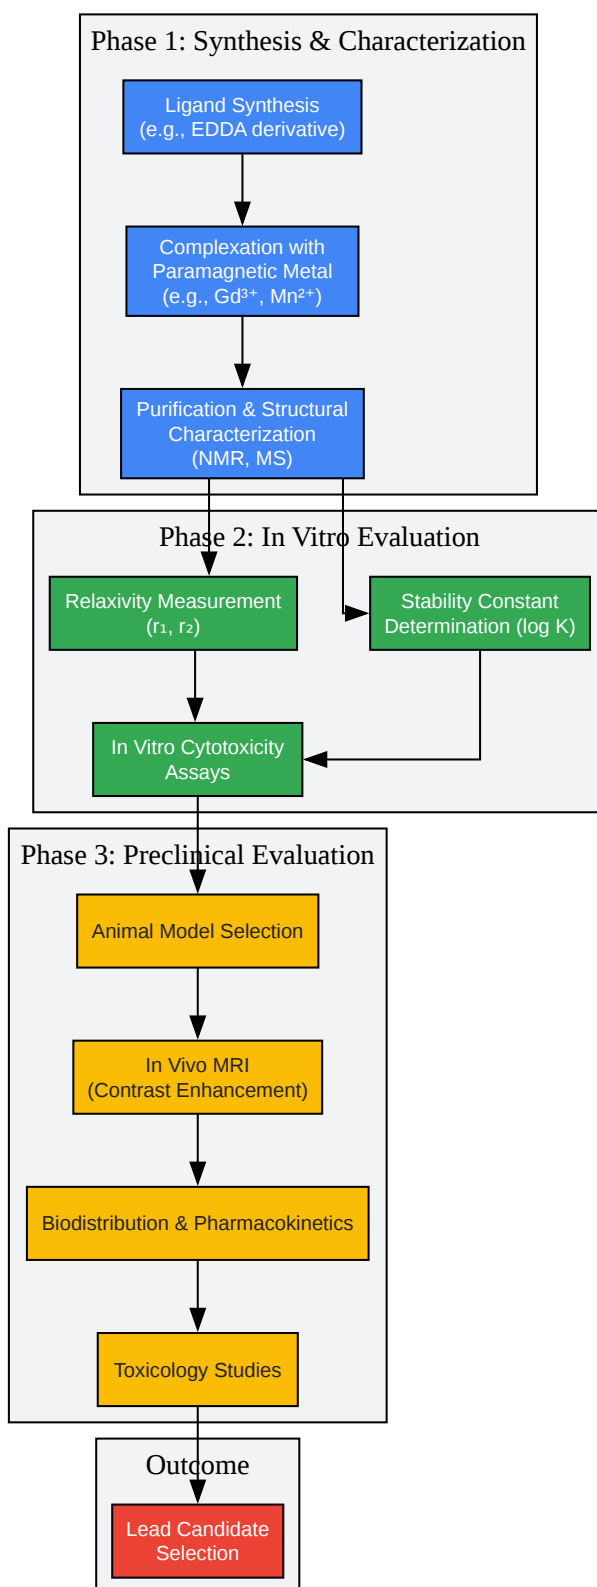 Phase 1: Synthesis & Characterization
Ligand Synthesis
(e.g., EDDA derivative)
Complexation with
Paramagnetic Metal
(e.g., Gd³⁺, Mn²⁺)
Purification & Structural
Characterization
(NMR, MS)
Phase 2: In Vitro Evaluation
Relaxivity Measurement
(r₁, r₂)
Stability Constant
Determination (log K)
In Vitro Cytotoxicity
Assays
Phase 3: Preclinical Evaluation
Animal Model Selection
In Vivo MRI
(Contrast Enhancement)
Biodistribution & Pharmacokinetics
Toxicology Studies
Outcome
Lead Candidate
Selection